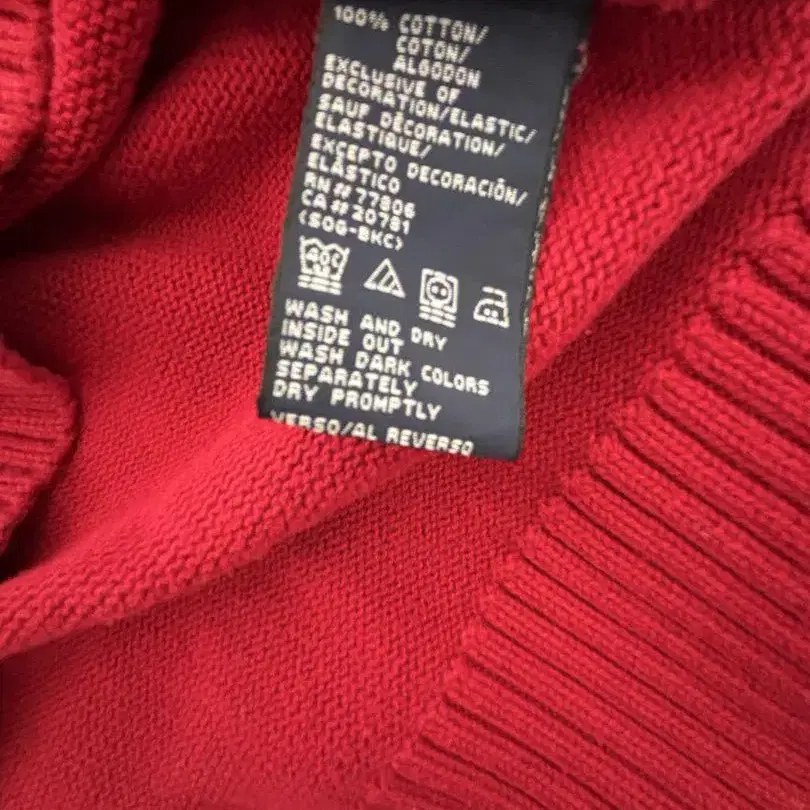 100% COTTON/
COTON/
ALGODON
EXCLUSIVE OF
DECORATION/ELASTIC/
SAUF DÉCORATION/
ELASTIQUE/
EXCEPTO DECORACIÓN/
ELÁSTICO
RN # 77806
CA # 20781
(SOG-BKC)
40C
WASH AND DRY
INSIDE OUT
WASH DARK COLORS
SEPARATELY
DRY PROMPTLY
VERSO/AL REVERSO